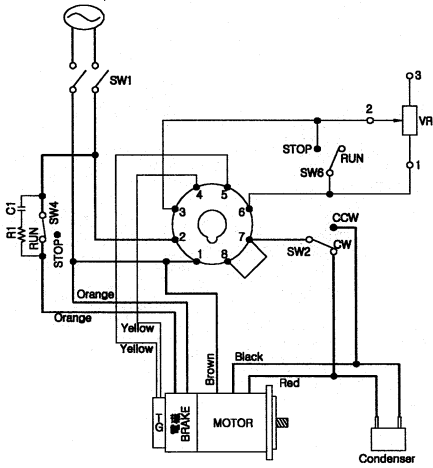 SW1
3
2
VR
STOP
RUN
SW6
1
4
5
3
6
C1
SW4
2
7
CCW
R1
RUN
STOP
SW2
CW
1
8
Orange
Orange
Yellow
Yellow
Brown
Black
Red
TG
電磁
BRAKE
MOTOR
Condenser